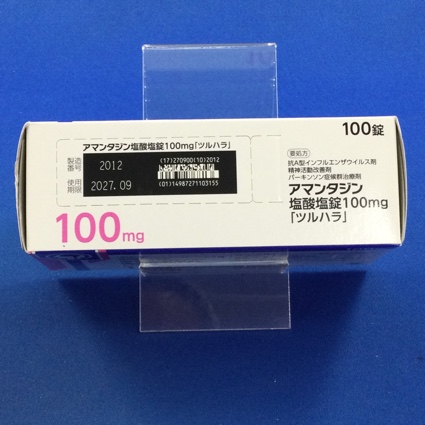 アマンタジン塩酸塩錠100mg「ツルハラ」
製造番号 2012
使用期限 2027.09
(17)270900(10)2012
(01)14987271103155
100mg
100錠
要処方
抗A型インフルエンザウイルス剤
精神活動改善剤
パーキンソン症候群治療剤
アマンタジン
塩酸塩錠100mg
「ツルハラ」